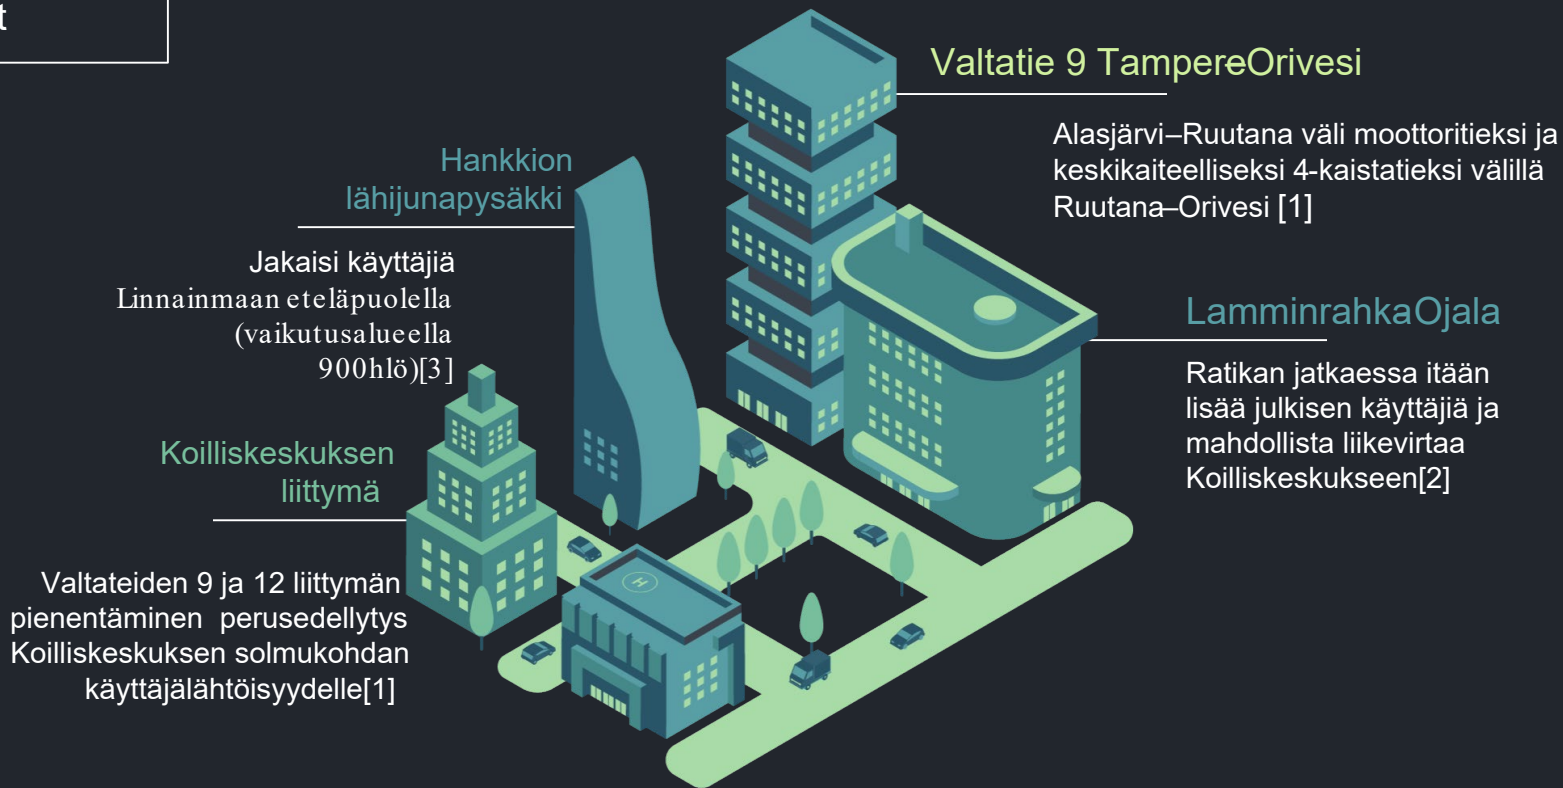 t
Valtatie 9 Tampere–Orivesi
Alasjärvi–Ruutana väli moottoritieksi ja
keskikaiteelliseksi 4-kaistatieksi välillä
Ruutana–Orivesi [1]
Hankkion
lähijunapysäkki
Jakaisi käyttäjiä
Linnainmaan eteläpuolella
(vaikutusalueella
900hlö)[3]
LamminrahkaOjala
Ratikan jatkaessa itään
lisää julkisen käyttäjiä ja
mahdollista liikevirtaa
Koilliskeskukseen[2]
Koilliskeskuksen
liittymä
Valtateiden 9 ja 12 liittymän
pienentäminen perusedellytys
Koilliskeskuksen solmukohdan
käyttäjälähtöisyydelle[1]
H